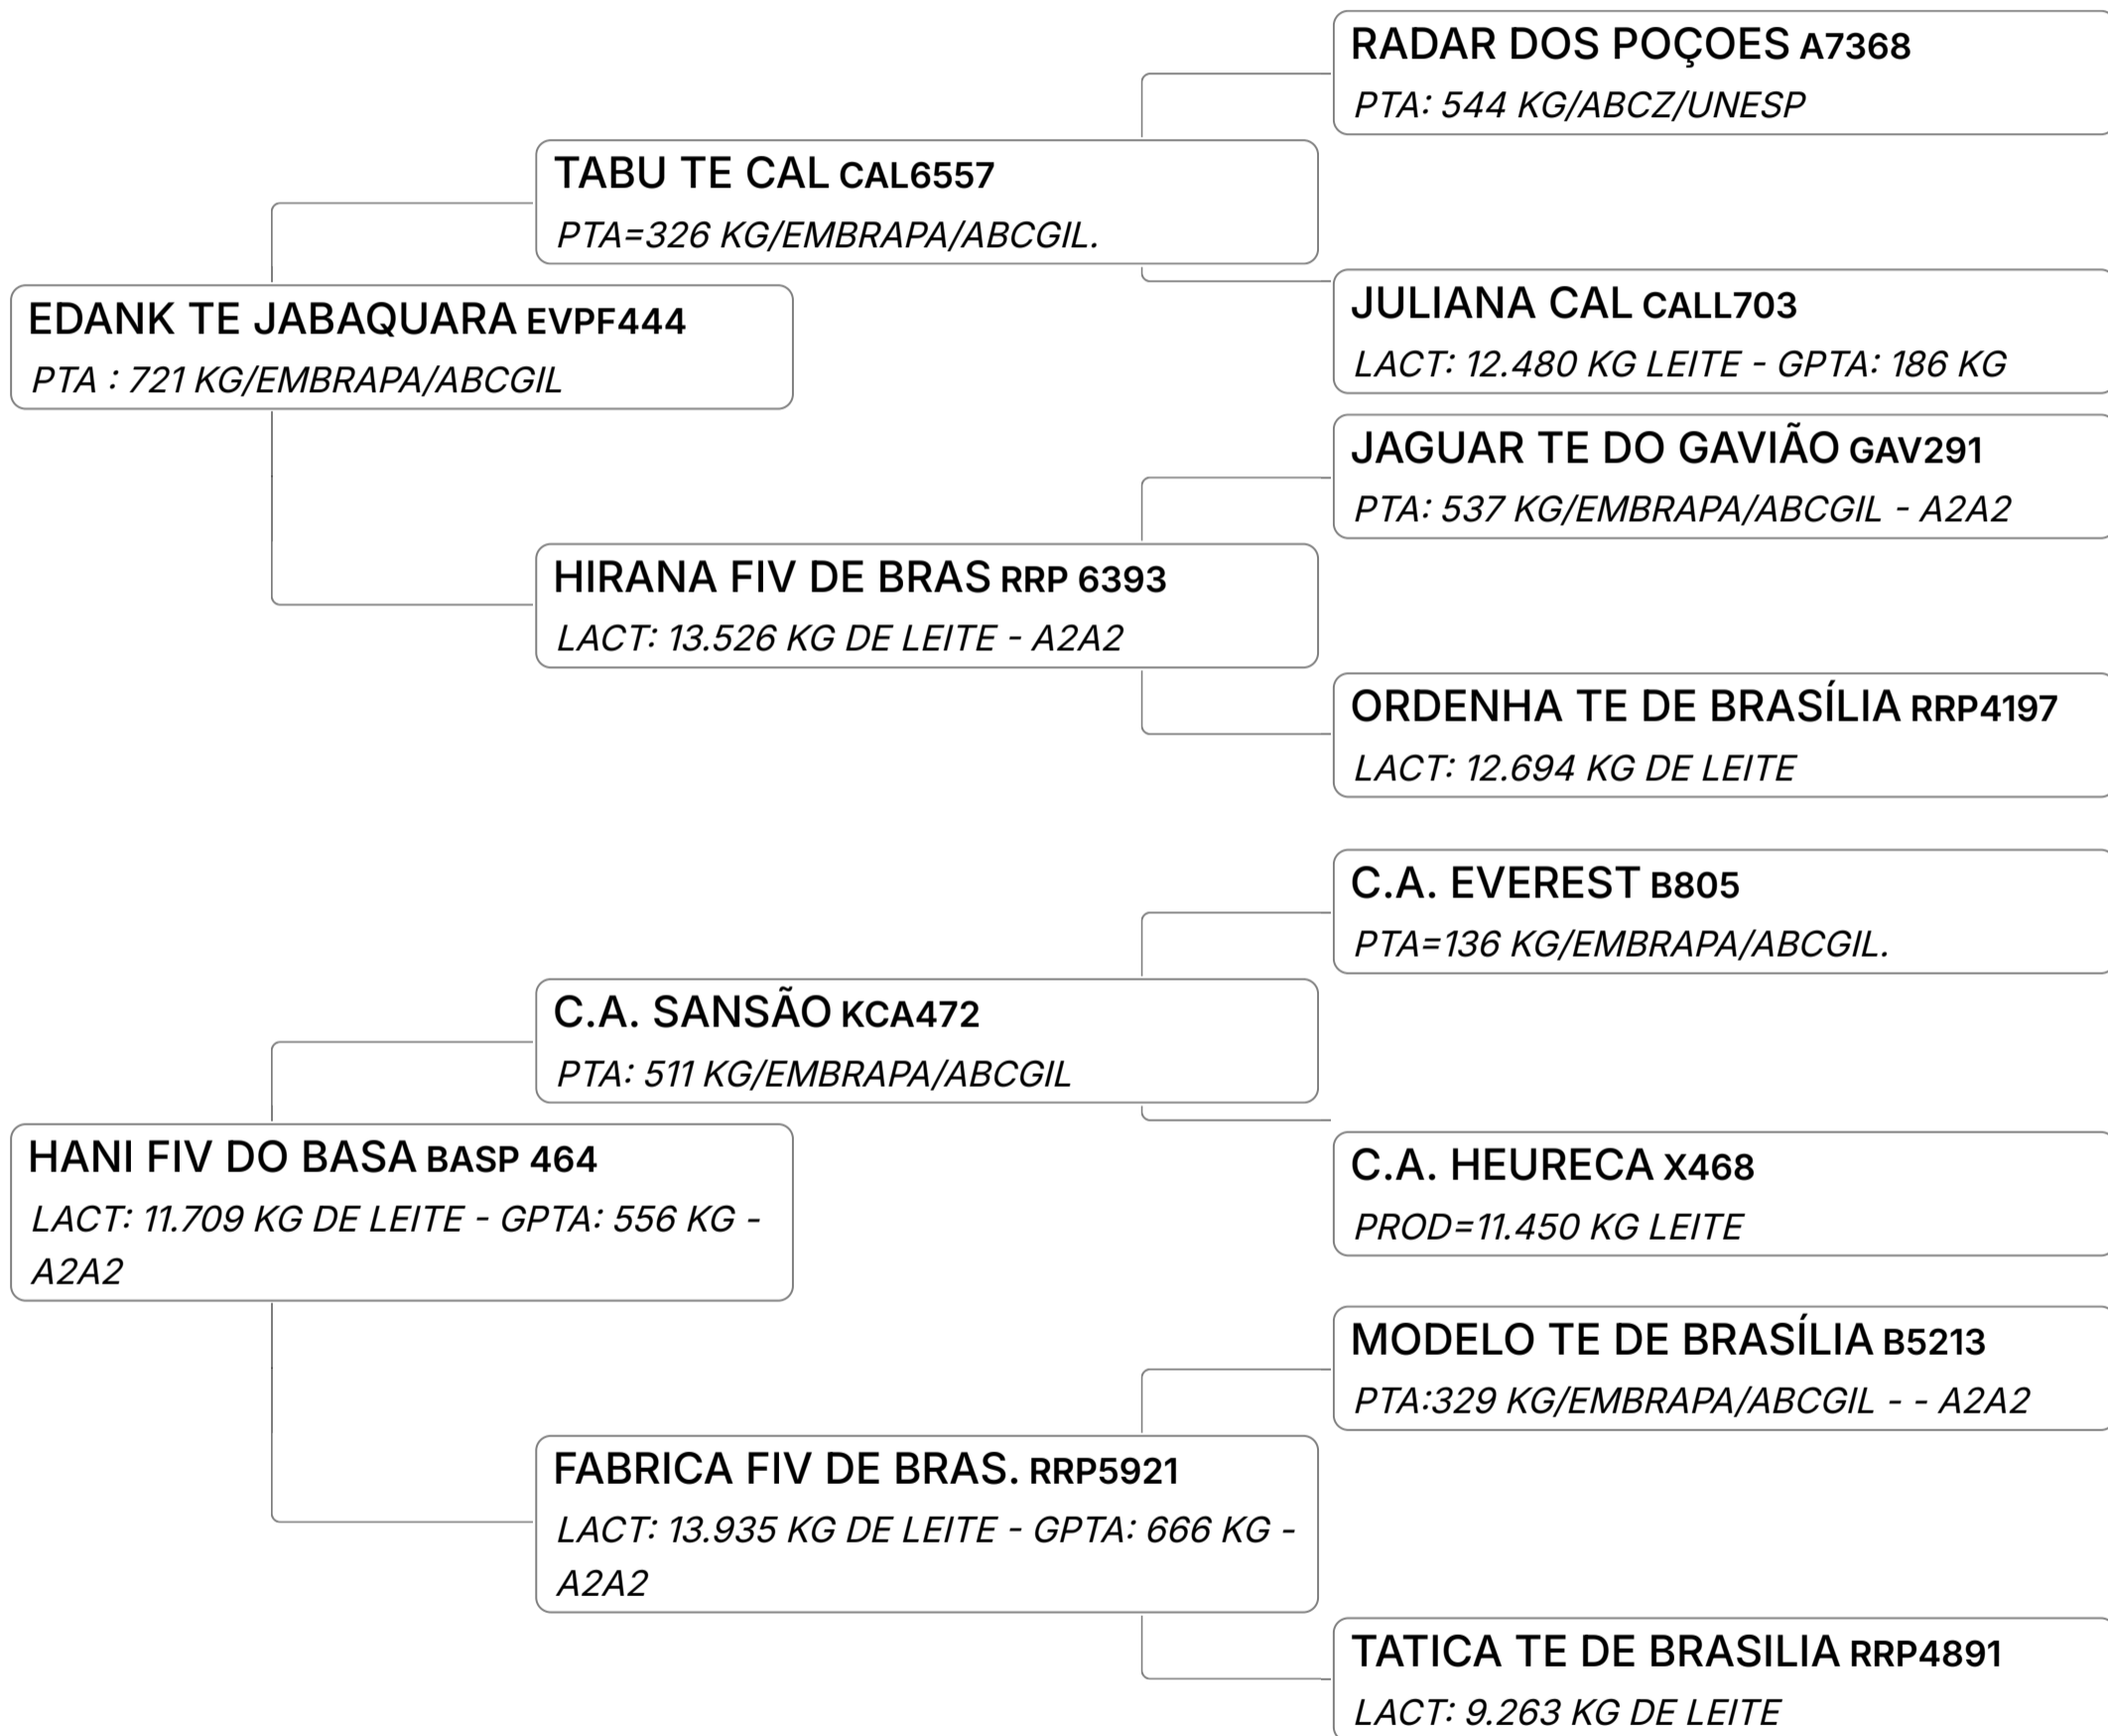 RADAR DOS POÇOES A7368
PTA: 544 KG/ABCZ/UNESP
TABU TE CAL CAL6557
PTA=326 KG/EMBRAPA/ABCGIL.
JULIANA CAL CALL703
LACT: 12.480 KG LEITE - GPTA: 186 KG
EDANK TE JABAQUARA EVPF444
PTA : 721 KG/EMBRAPA/ABCGIL
JAGUAR TE DO GAVIÃO GAV291
PTA: 537 KG/EMBRAPA/ABCGIL - A2A2
HIRANA FIV DE BRAS RRP 6393
LACT: 13.526 KG DE LEITE - A2A2
ORDENHA TE DE BRASÍLIA RRP4197
LACT: 12.694 KG DE LEITE
C.A. EVEREST B805
PTA=136 KG/EMBRAPA/ABCGIL.
C.A. SANSÃO KCA472
PTA: 511 KG/EMBRAPA/ABCGIL
C.A. HEURECA X468
PROD=11.450 KG LEITE
HANI FIV DO BASA BASP 464
LACT: 11.709 KG DE LEITE - GPTA: 556 KG -
A2A2
MODELO TE DE BRASÍLIA B5213
PTA:329 KG/EMBRAPA/ABCGIL - - A2A2
FABRICA FIV DE BRAS. RRP5921
LACT: 13.935 KG DE LEITE - GPTA: 666 KG -
A2A2
TATICA TE DE BRASILIA RRP4891
LACT: 9.263 KG DE LEITE